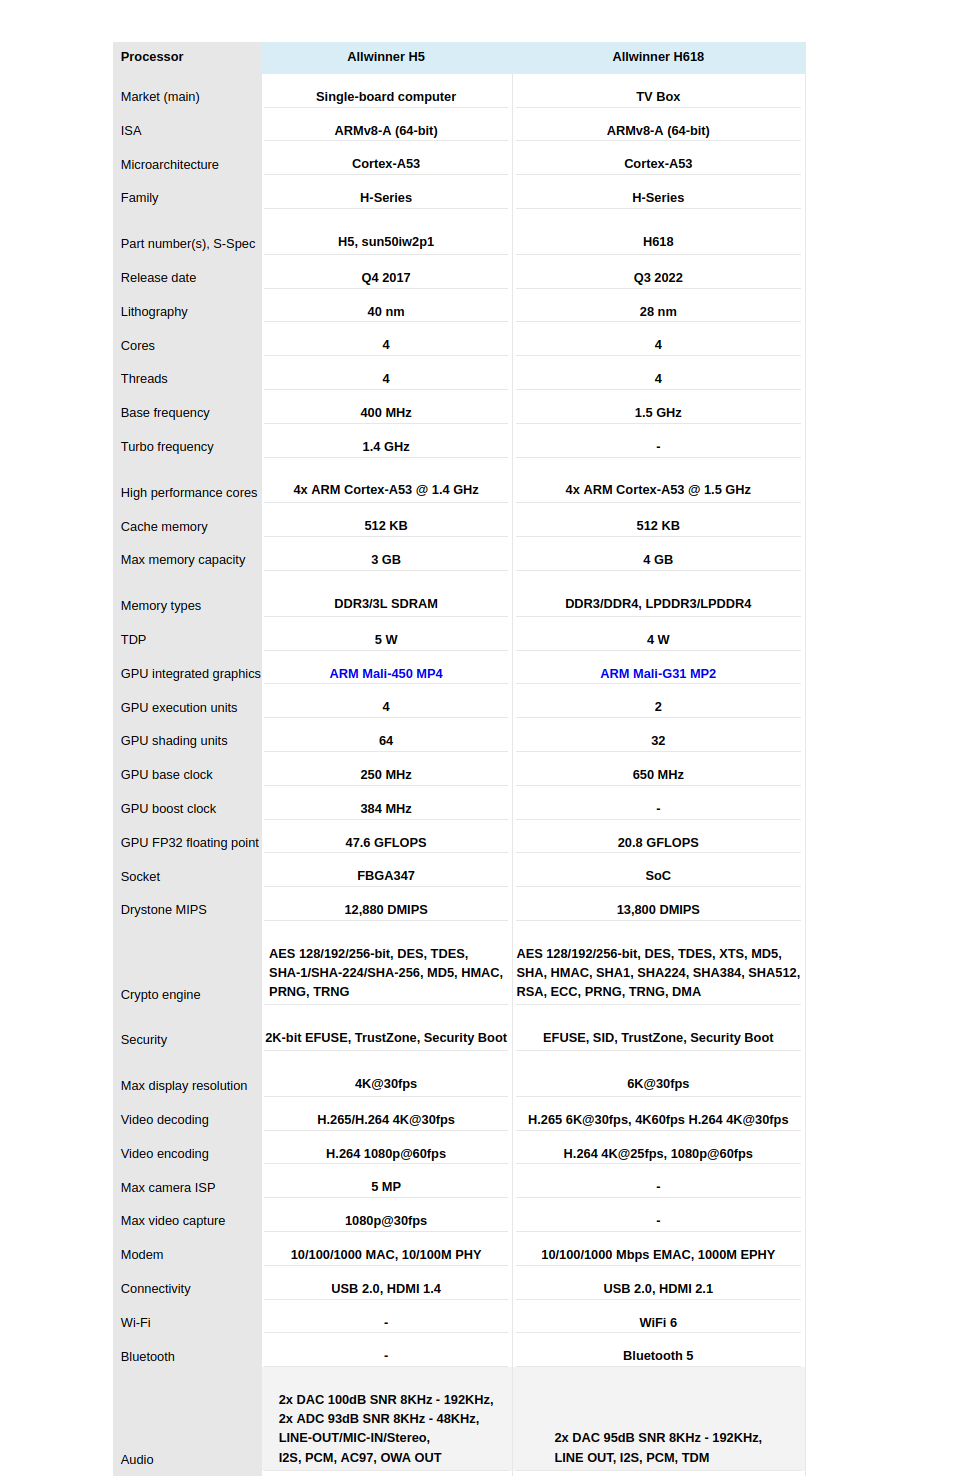 Processor Allwinner H5 Allwinner H618
Market (main) Single-board computer TV Box
ISA ARMv8-A (64-bit) ARMv8-A (64-bit)
Microarchitecture Cortex-A53 Cortex-A53
Family H-Series H-Series
Part number(s), S-Spec H5, sun50iw2p1 H618
Release date Q4 2017 Q3 2022
Lithography 40 nm 28 nm
Cores 4 4
Threads 4 4
Base frequency 400 MHz 1.5 GHz
Turbo frequency 1.4 GHz -
High performance cores 4x ARM Cortex-A53 @ 1.4 GHz 4x ARM Cortex-A53 @ 1.5 GHz
Cache memory 512 KB 512 KB
Max memory capacity 3 GB 4 GB
Memory types DDR3/3L SDRAM DDR3/DDR4, LPDDR3/LPDDR4
TDP 5 W 4 W
GPU integrated graphics ARM Mali-450 MP4 ARM Mali-G31 MP2
GPU execution units 4 2
GPU shading units 64 32
GPU base clock 250 MHz 650 MHz
GPU boost clock 384 MHz -
GPU FP32 floating point 47.6 GFLOPS 20.8 GFLOPS
Socket FBGA347 SoC
Drystone MIPS 12,880 DMIPS 13,800 DMIPS
AES 128/192/256-bit, DES, TDES, AES 128/192/256-bit, DES, TDES, XTS, MD5,
SHA-1/SHA-224/SHA-256, MD5, HMAC, SHA, HMAC, SHA1, SHA224, SHA384, SHA512,
Crypto engine PRNG, TRNG RSA, ECC, PRNG, TRNG, DMA
Security 2K-bit EFUSE, TrustZone, Security Boot EFUSE, SID, TrustZone, Security Boot
Max display resolution 4K@30fps 6K@30fps
Video decoding H.265/H.264 4K@30fps H.265 6K@30fps, 4K60fps H.264 4K@30fps
Video encoding H.264 1080p@60fps H.264 4K@25fps, 1080p@60fps
Max camera ISP 5 MP -
Max video capture 1080p@30fps -
Modem 10/100/1000 MAC, 10/100M PHY 10/100/1000 Mbps EMAC, 1000M EPHY
Connectivity USB 2.0, HDMI 1.4 USB 2.0, HDMI 2.1
Wi-Fi - WiFi 6
Bluetooth - Bluetooth 5
2x DAC 100dB SNR 8KHz - 192KHz,
2x ADC 93dB SNR 8KHz - 48KHz,
LINE-OUT/MIC-IN/Stereo, 2x DAC 95dB SNR 8KHz - 192KHz,
Audio I2S, PCM, AC97, OWA OUT LINE OUT, I2S, PCM, TDM